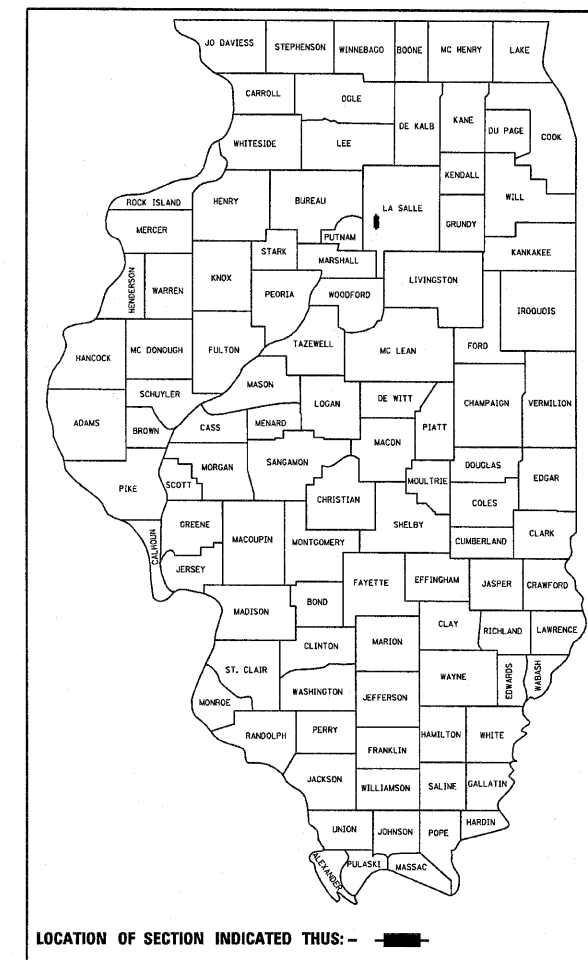 JO DAVIESS STEPHENSON WINNEBAGO BOONE MC HENRY LAKE
CARROLL OGLE DE KALB KANE DU PAGE COOK
WHITESIDE LEE
KENDALL WILL
ROCK ISLAND HENRY BUREAU LA SALLE GRUNDY
MERCER PUTNAM
STARK MARSHALL KANKAKEE
HENDERSON WARREN KNOX PEORIA WOODFORD LIVINGSTON
IROQUOIS
HANCOCK MC DONOUGH FULTON TAZEWELL MC LEAN FORD
MASON
SCHUYLER LOGAN DE WITT CHAMPAIGN VERMILION
ADAMS BROWN CASS MENARD MACON PIATT
PIKE SCOTT MORGAN SANGAMON MOULTRIE DOUGLAS EDGAR
CHRISTIAN COLES
CALHOUN GREENE MACOUPIN MONTGOMERY SHELBY CUMBERLAND CLARK
JERSEY
FAYETTE EFFINGHAM JASPER CRAWFORD
MADISON BOND
CLAY RICHLAND LAWRENCE
CLINTON MARION
ST. CLAIR WAYNE EDWARDS WABASH
WASHINGTON JEFFERSON
MONROE
RANDOLPH PERRY HAMILTON WHITE
FRANKLIN
JACKSON WILLIAMSON SALINE GALLATIN
UNION JOHNSON POPE HARDIN
ALEXANDER PULASKI MASSAC
LOCATION OF SECTION INDICATED THUS: -